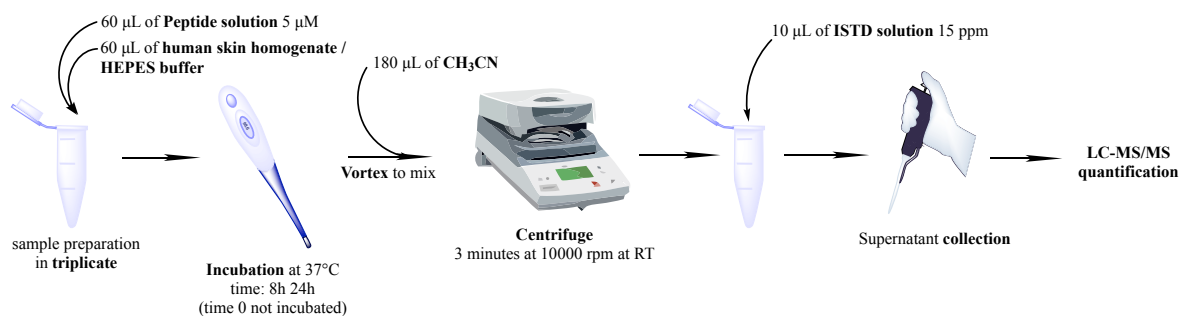 60 μL of Peptide solution 5 μM
60 μL of human skin homogenate /
HEPES buffer
10 μL of ISTD solution 15 ppm
180 μL of CH₃CN
Vortex to mix
LC-MS/MS
quantification
sample preparation
in triplicate
Centrifuge
3 minutes at 10000 rpm at RT
Supernatant collection
Incubation at 37°C
time: 8h 24h
(time 0 not incubated)